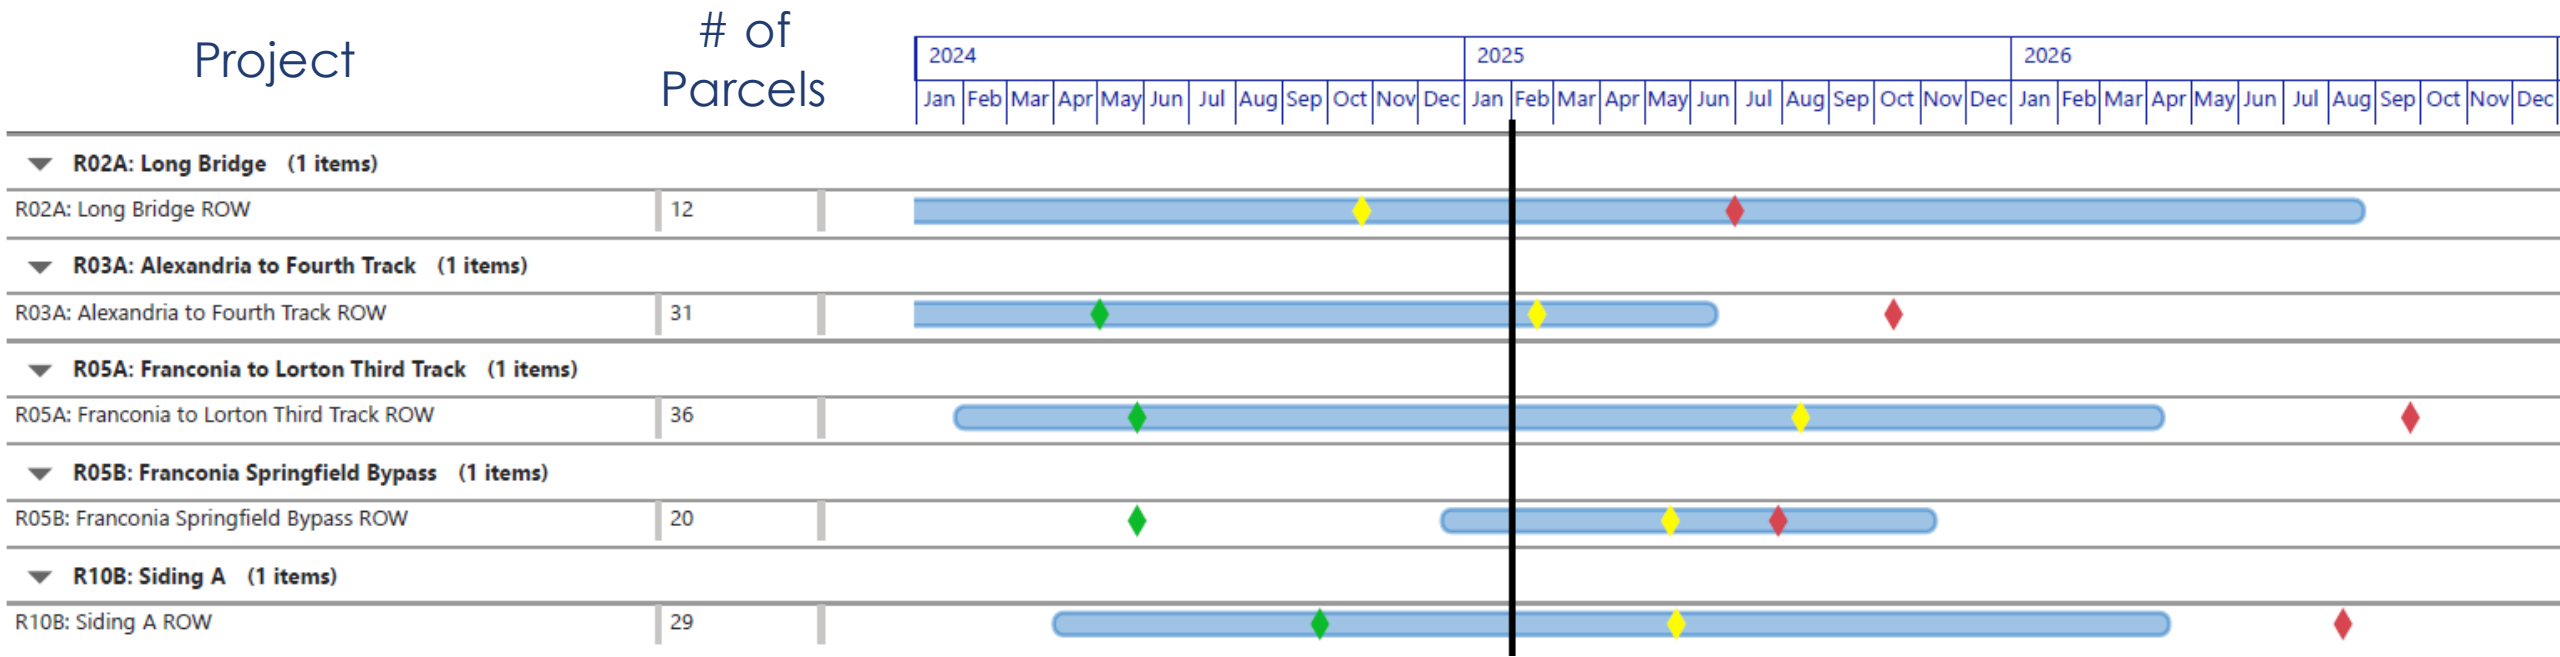 Project
# of
Parcels
2024 2025 2026
Jan Feb Mar Apr May Jun Jul Aug Sep Oct Nov Dec Jan Feb Mar Apr May Jun Jul Aug Sep Oct Nov Dec Jan Feb Mar Apr May Jun Jul Aug Sep Oct Nov Dec
R02A: Long Bridge (1 items)
R02A: Long Bridge ROW 12
R03A: Alexandria to Fourth Track (1 items)
R03A: Alexandria to Fourth Track ROW 31
R05A: Franconia to Lorton Third Track (1 items)
R05A: Franconia to Lorton Third Track ROW 36
R05B: Franconia Springfield Bypass (1 items)
R05B: Franconia Springfield Bypass ROW 20
R10B: Siding A (1 items)
R10B: Siding A ROW 29